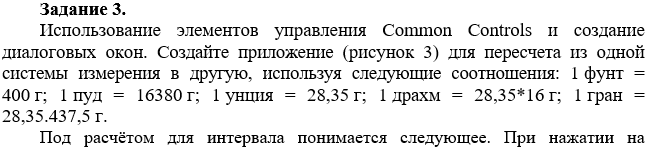 Задание 3.
Использование элементов управления Common Controls и создание
диалоговых окон. Создайте приложение (рисунок 3) для пересчета из одной
системы измерения в другую, используя следующие соотношения: 1 фунт =
400 г; 1 пуд = 16380 г; 1 унция = 28,35 г; 1 драхм = 28,35*16 г; 1 гран =
28,35.437,5 г.
Под расчётом для интервала понимается следующее. При нажатии на